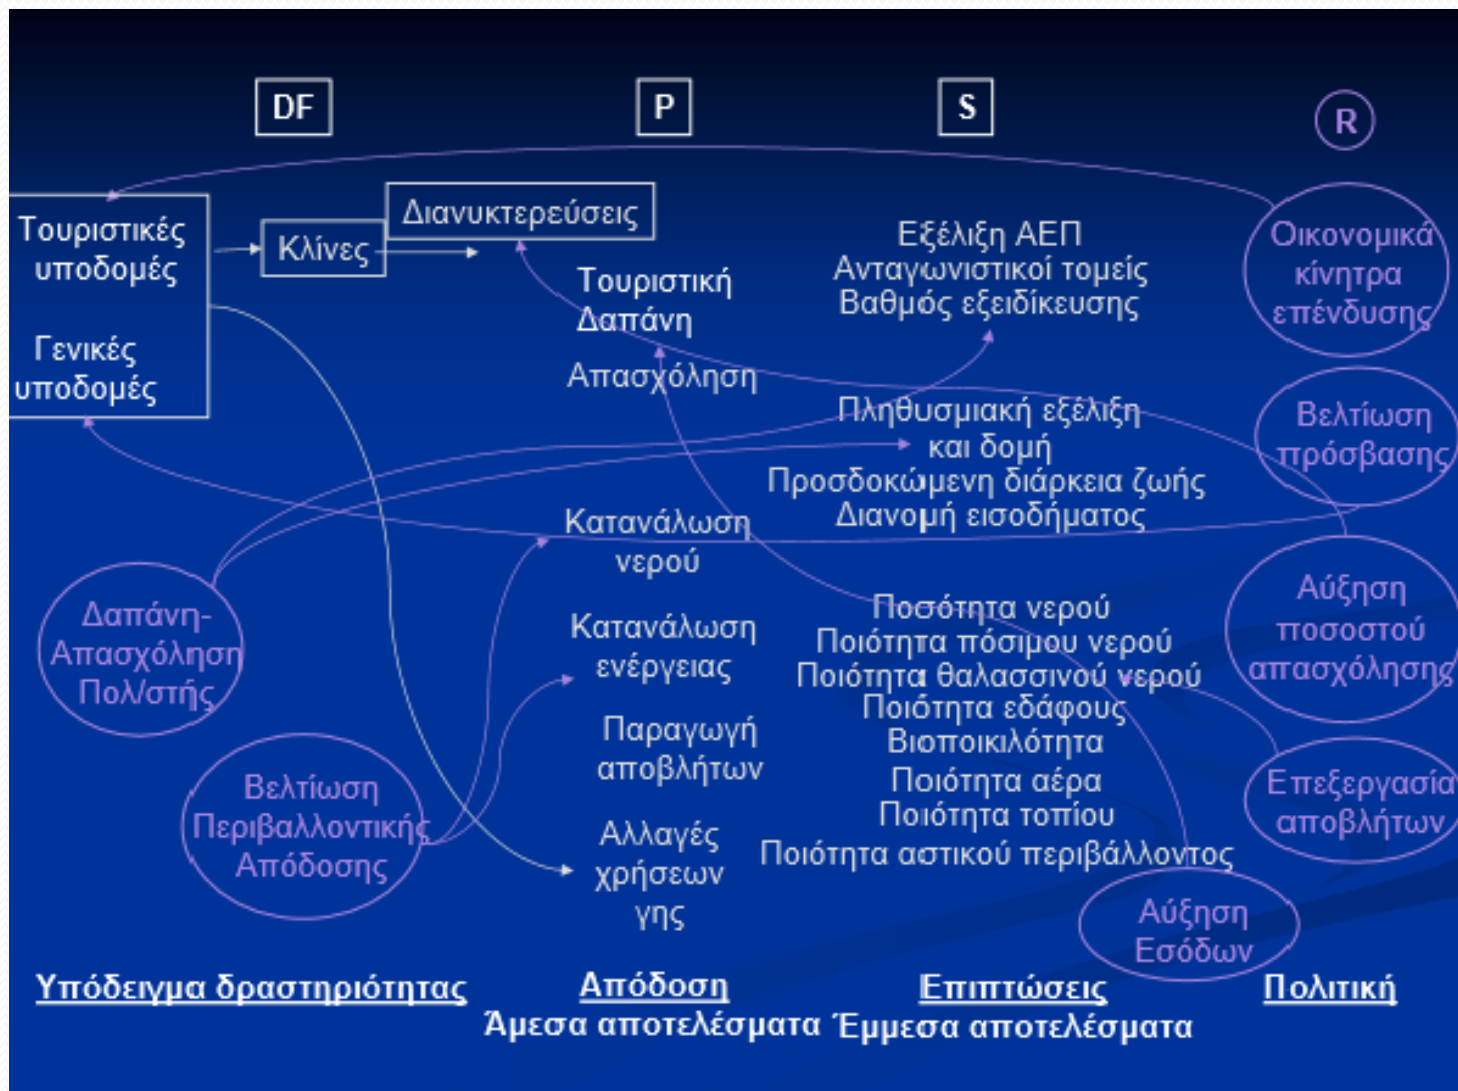 DF
P
S
R
Τουριστικές
υποδομές
Γενικές
υποδομές
Κλίνες
Διανυκτερεύσεις
Τουριστική
Δαπάνη
Απασχόληση
Κατανάλωση
νερού
Κατανάλωση
ενέργειας
Παραγωγή
αποβλήτων
Αλλαγές
χρήσεων
γης
Εξέλιξη ΑΕΠ
Ανταγωνιστικοί τομείς
Βαθμός εξειδίκευσης
Πληθυσμιακή εξέλιξη
και δομή
Προσδοκώμενη διάρκεια ζωής
Διανομή εισοδήματος
Ποσότητα νερού
Ποιότητα πόσιμου νερού
Ποιότητα θαλασσινού νερού
Ποιότητα εδάφους
Βιοποικιλότητα
Ποιότητα αέρα
Ποιότητα τοπίου
Ποιότητα αστικού περιβάλλοντος
Οικονομικά
κίνητρα
επένδυσης
Βελτίωση
πρόσβασης
Αύξηση
ποσοστού
απασχόλησης
Επεξεργασία
αποβλήτων
Αύξηση
Εσόδων
Δαπάνη-
Απασχόληση
Πολ/στής
Βελτίωση
Περιβαλλοντικής
Απόδοσης
Υπόδειγμα δραστηριότητας
Απόδοση
Άμεσα αποτελέσματα
Επιπτώσεις
Έμμεσα αποτελέσματα
Πολιτική